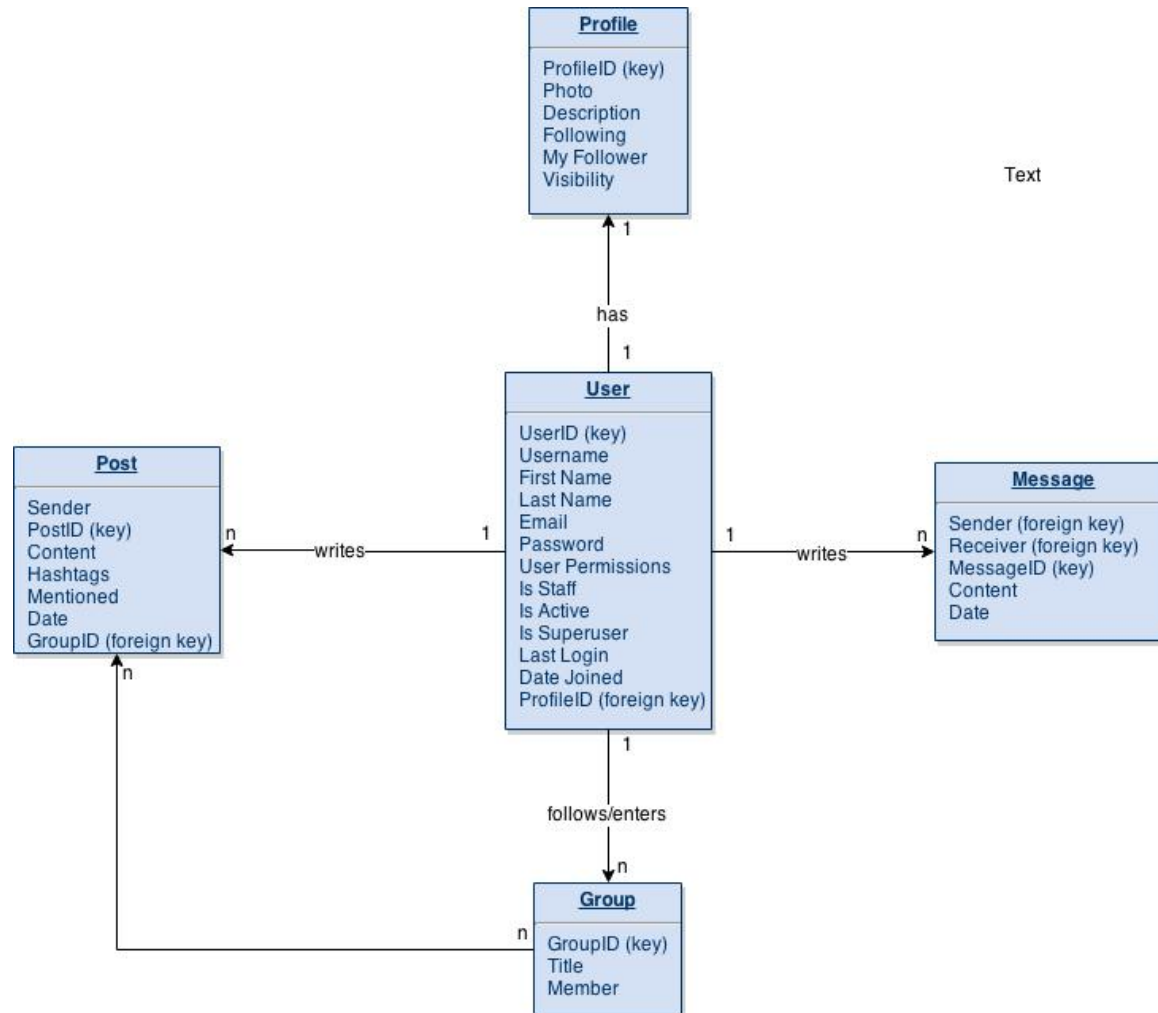 Profile
ProfileID (key)
Photo
Description
Following
My Follower
Visibility
Text
1
has
1
User
UserID (key)
Username
First Name
Last Name
Email
Password
User Permissions
Is Staff
Is Active
Is Superuser
Last Login
Date Joined
ProfileID (foreign key)
Post
Sender
PostID (key)
Content
Hashtags
Mentioned
Date
GroupID (foreign key)
n
writes
1
1
writes
n
Message
Sender (foreign key)
Receiver (foreign key)
MessageID (key)
Content
Date
n
1
follows/enters
n
n
Group
GroupID (key)
Title
Member